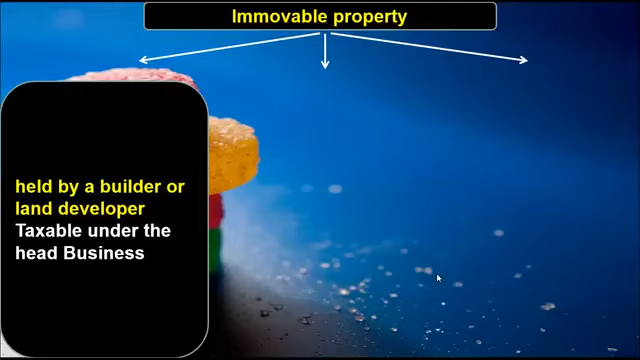 Immovable property
held by a builder or
land developer
Taxable under the
head Business